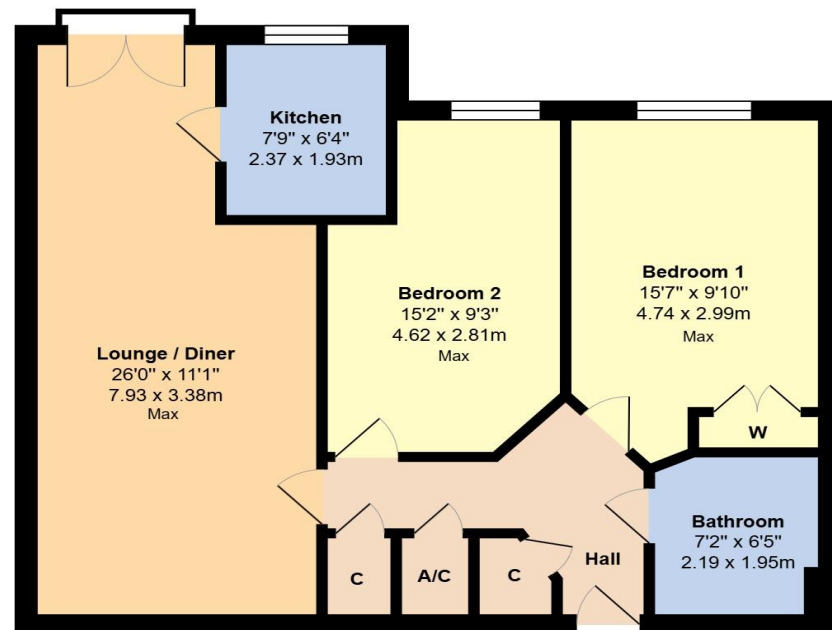 Kitchen
7'9" x 6'4"
2.37 x 1.93m
Bedroom 2
15'2" x 9'3"
4.62 x 2.81m
Max
Bedroom 1
15'7" x 9'10"
4.74 x 2.99m
Max
Lounge / Diner
26'0" x 11'1"
7.93 x 3.38m
Max
W
Bathroom
7'2" x 6'5"
2.19 x 1.95m
Hall
C
A/C
C